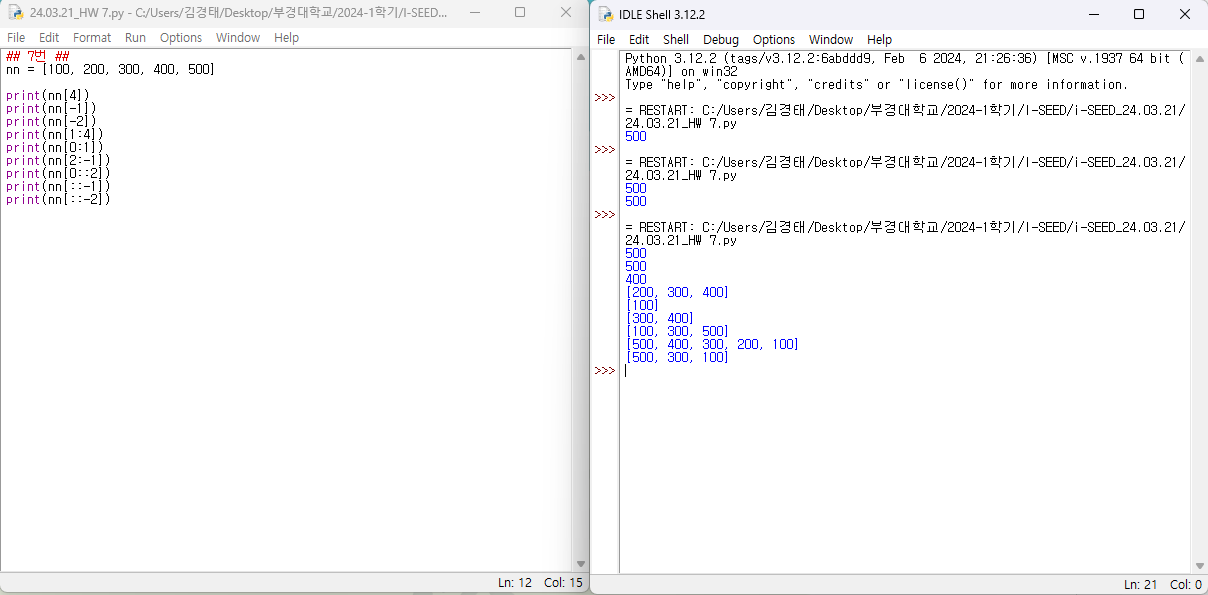 24.03.21_HW 7.py - C:/Users/김경태/Desktop/부경대학교/2024-1학기/I-SEED...
File Edit Format Run Options Window Help
## 7번 ##
nn = [100, 200, 300, 400, 500]
print(nn[4])
print(nn[-1])
print(nn[-2])
print(nn[1:4])
print(nn[0:1])
print(nn[2:-1])
print(nn[0::2])
print(nn[::-1])
print(nn[::-2])
Ln: 12 Col: 15
IDLE Shell 3.12.2
File Edit Shell Debug Options Window Help
Python 3.12.2 (tags/v3.12.2:6abddd9, Feb  6 2024, 21:26:36) [MSC v.1937 64 bit (
AMD64)] on win32
Type "help", "copyright", "credits" or "license()" for more information.
>>>
= RESTART: C:/Users/김경태/Desktop/부경대학교/2024-1학기/I-SEED/i-SEED_24.03.21/
24.03.21_HW 7.py
500
>>>
= RESTART: C:/Users/김경태/Desktop/부경대학교/2024-1학기/I-SEED/i-SEED_24.03.21/
24.03.21_HW 7.py
500
500
>>>
= RESTART: C:/Users/김경태/Desktop/부경대학교/2024-1학기/I-SEED/i-SEED_24.03.21/
24.03.21_HW 7.py
500
500
400
[200, 300, 400]
[100]
[300, 400]
[100, 300, 500]
[500, 400, 300, 200, 100]
[500, 300, 100]
>>>
Ln: 21 Col: 0